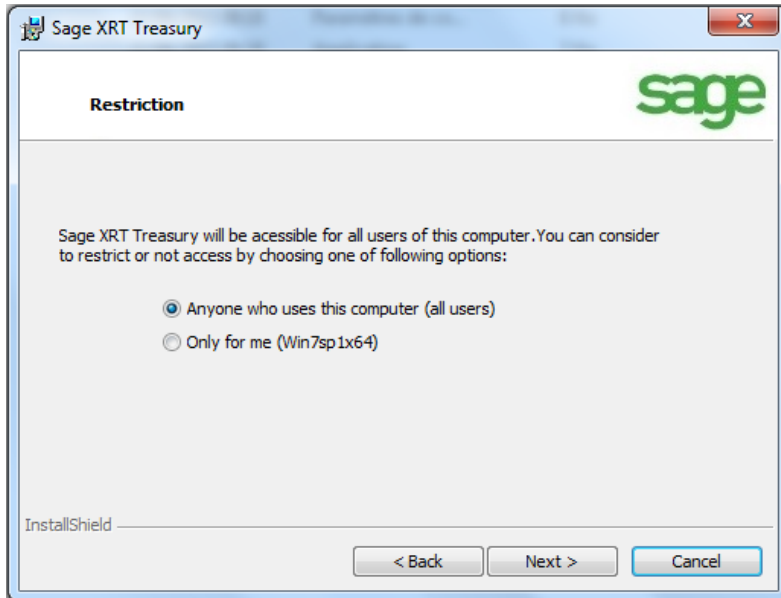 Sage XRT Treasury
Restriction
sage
Sage XRT Treasury will be acessible for all users of this computer.You can consider
to restrict or not access by choosing one of following options:
Anyone who uses this computer (all users)
Only for me (Win7sp1x64)
InstallShield
< Back Next > Cancel